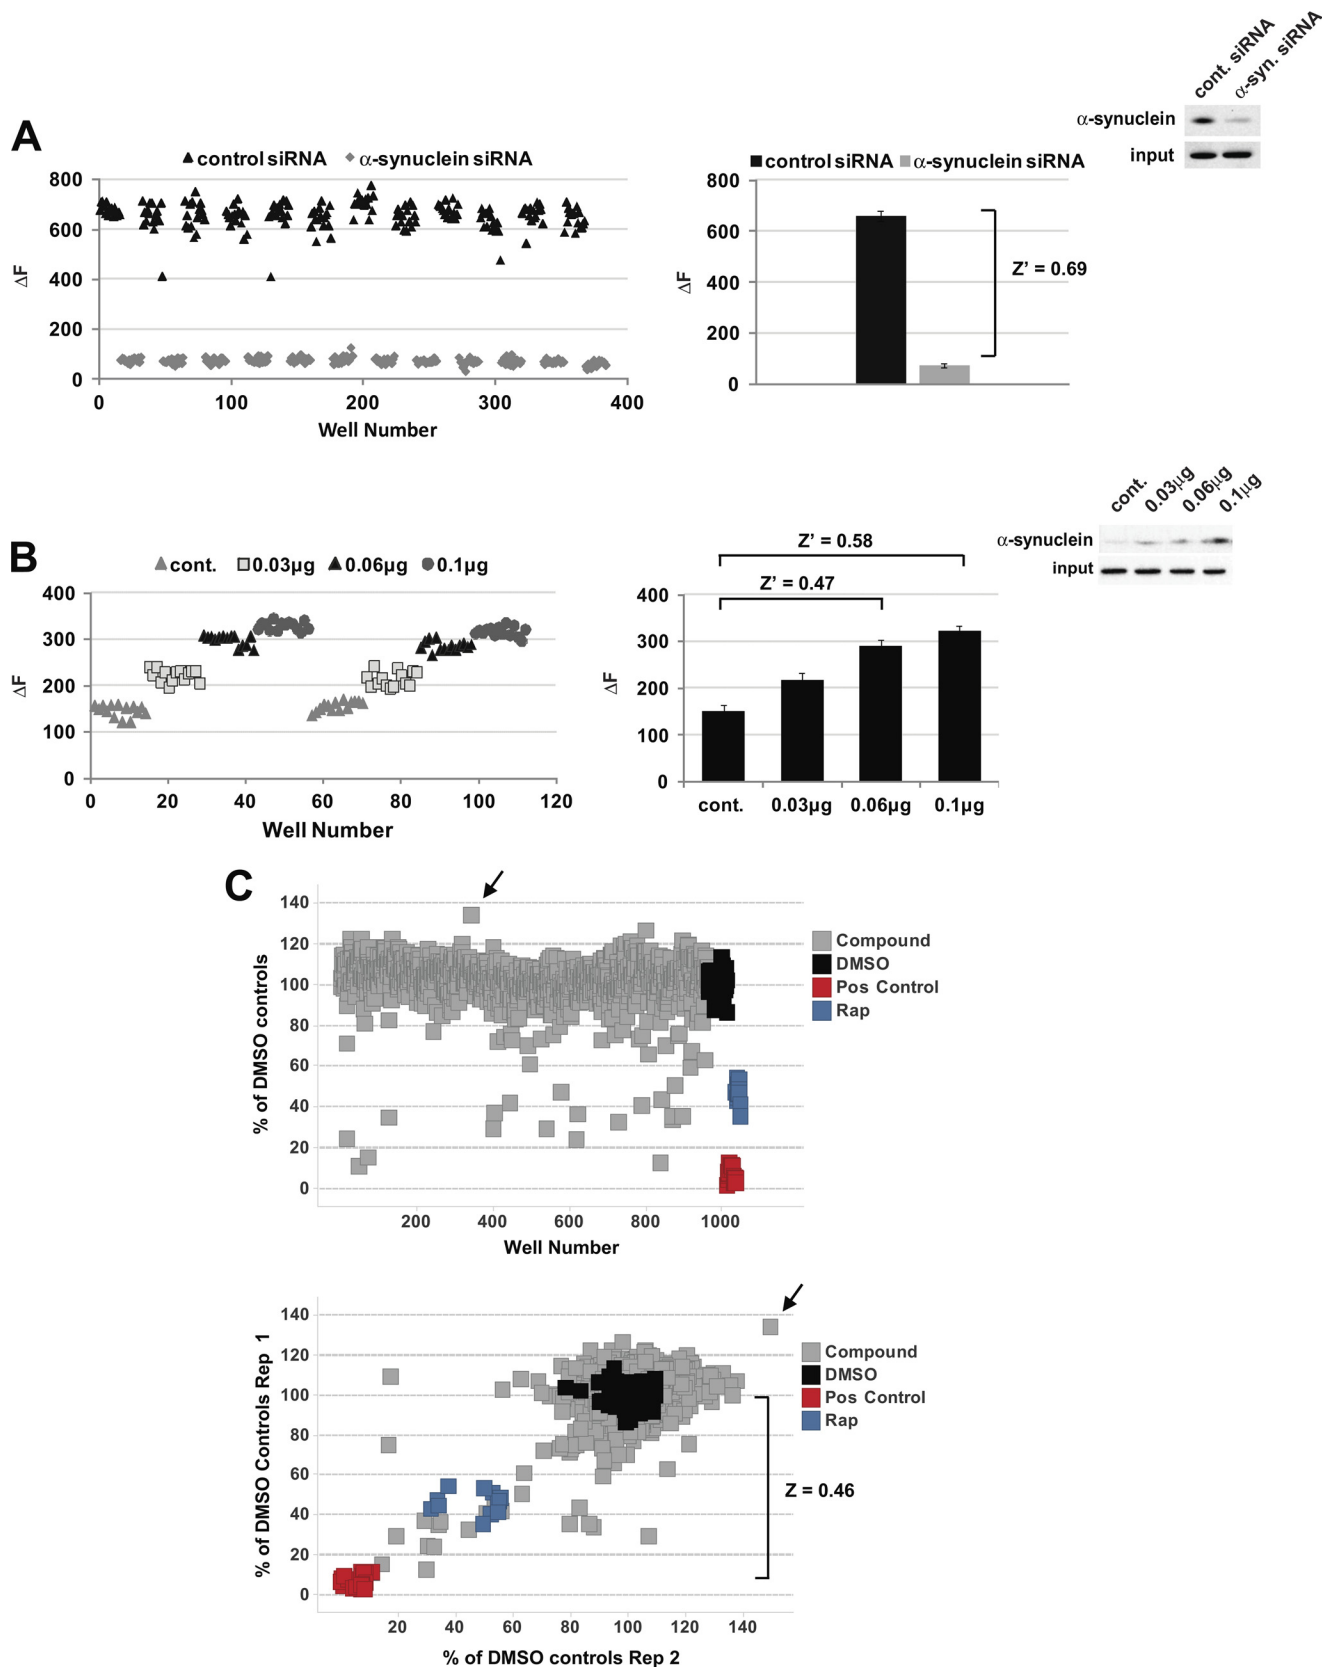 cont. siRNA
α-syn. siRNA
α-synuclein
input
A
control siRNA α-synuclein siRNA
800
600
400
200
0
ΔF
0 100 200 300 400
Well Number
control siRNA α-synuclein siRNA
800
600
400
200
0
ΔF
Z’ = 0.69
cont.
0.03µg
0.06µg
0.1µg
α-synuclein
input
B
cont. 0.03µg 0.06µg 0.1µg
400
300
200
100
0
ΔF
0 20 40 60 80 100 120
Well Number
Z’ = 0.58
Z’ = 0.47
400
300
200
100
0
ΔF
cont. 0.03µg 0.06µg 0.1µg
C
140
120
100
80
60
40
20
0
% of DMSO controls
200 400 600 800 1000
Well Number
Compound
DMSO
Pos Control
Rap
140
120
100
80
60
40
20
0
% of DMSO Controls Rep 1
20 40 60 80 100 120 140
% of DMSO controls Rep 2
Compound
DMSO
Pos Control
Rap
Z = 0.46